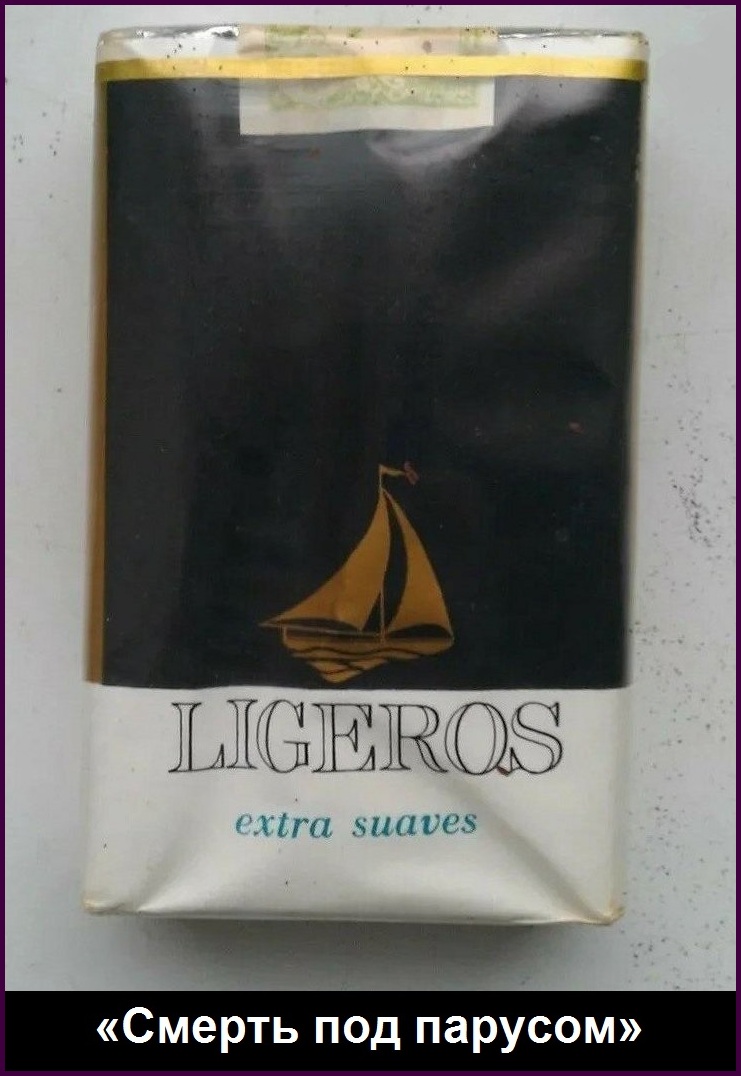 LIGEROS
extra suaves
«Смерть под парусом»